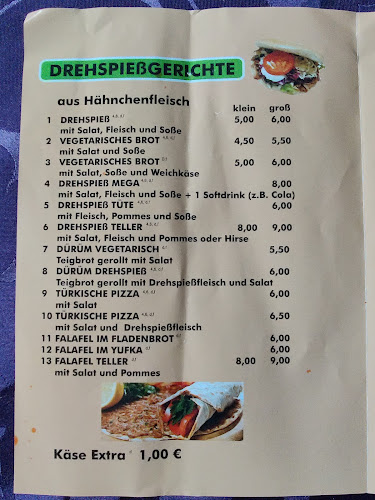 DREHSPIEßGERICHTE
aus Hähnchenfleisch klein groß
1 DREHSPIEß 5,00 6,00
mit Salat, Fleisch und Soße
2 VEGETARISCHES BROT 4,50 5,50
mit Salat und Soße
3 VEGETARISCHES BROT 5,00 6,00
mit Salat, Soße und Weichkäse
4 DREHSPIEß MEGA 8,00
mit Salat, Fleisch und Soße + 1 Softdrink (z.B. Cola)
5 DREHSPIEß TÜTE 6,00
mit Fleisch, Pommes und Soße
6 DREHSPIEß TELLER 8,00 9,00
mit Salat, Fleisch und Pommes oder Hirse
7 DÜRÜM VEGETARISCH 5,50
Teigbrot gerollt mit Salat
8 DÜRÜM DREHSPIEß 6,00
Teigbrot gerollt mit Drehspießfleisch und Salat
9 TÜRKISCHE PIZZA 6,00
mit Salat
10 TÜRKISCHE PIZZA 6,50
mit Salat und Drehspießfleisch
11 FALAFEL IM FLADENBROT 6,00
12 FALAFEL IM YUFKA 6,00
13 FALAFEL TELLER 8,00 9,00
mit Salat und Pommes
Käse Extra 1,00 €